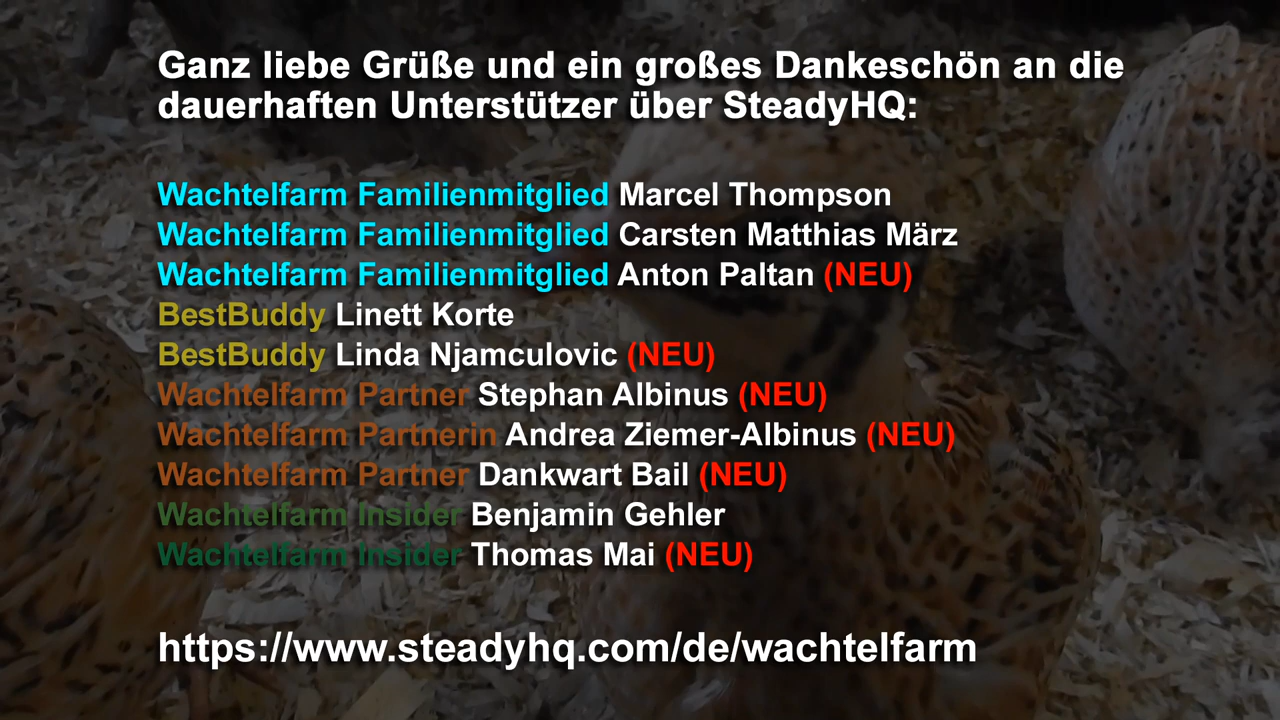 Ganz liebe Grüße und ein großes Dankeschön an die
dauerhaften Unterstützer über SteadyHQ:
Wachtelfarm Familienmitglied Marcel Thompson
Wachtelfarm Familienmitglied Carsten Matthias März
Wachtelfarm Familienmitglied Anton Paltan (NEU)
BestBuddy Linett Korte
BestBuddy Linda Njamculovic (NEU)
Wachtelfarm Partner Stephan Albinus (NEU)
Wachtelfarm Partnerin Andrea Ziemer-Albinus (NEU)
Wachtelfarm Partner Dankwart Bail (NEU)
Wachtelfarm Insider Benjamin Gehler
Wachtelfarm Insider Thomas Mai (NEU)
https://www.steadyhq.com/de/wachtelfarm